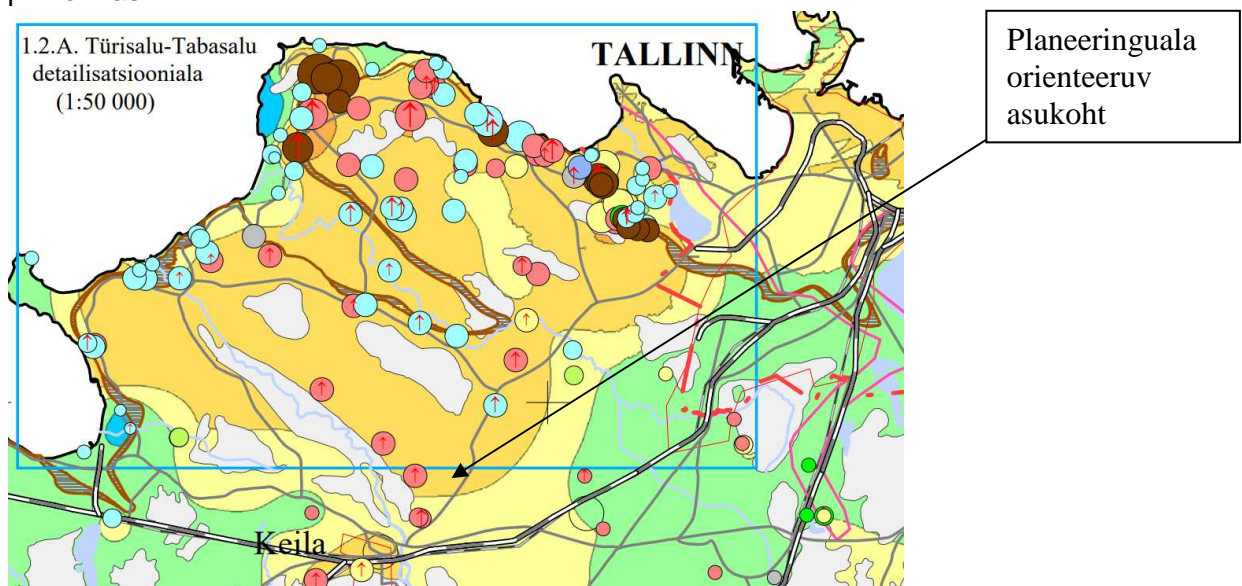 1.2.A. Türisalu-Tabasalu
detailisatsiooniala
(1:50 000)
TALLINN
Planeeringuala
orienteeruv
asukoht
Keila